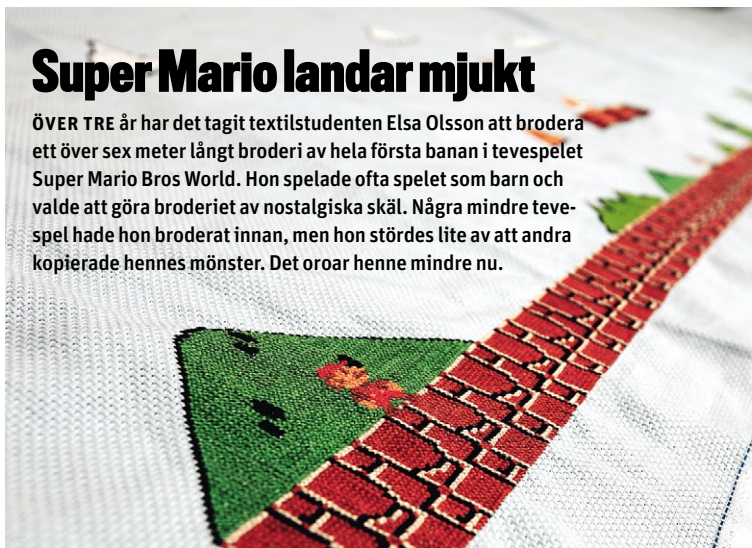 Super Mario landar mjukt
ÖVER TRE år har det tagit textilstudenten Elsa Olsson att brodera
ett över sex meter långt broderi av hela första banan i tevespelet
Super Mario Bros World. Hon spelade ofta spelet som barn och
valde att göra broderiet av nostalgiska skäl. Några mindre teve-
spel hade hon broderat innan, men hon stördes lite av att andra
kopierade hennes mönster. Det oroar henne mindre nu.